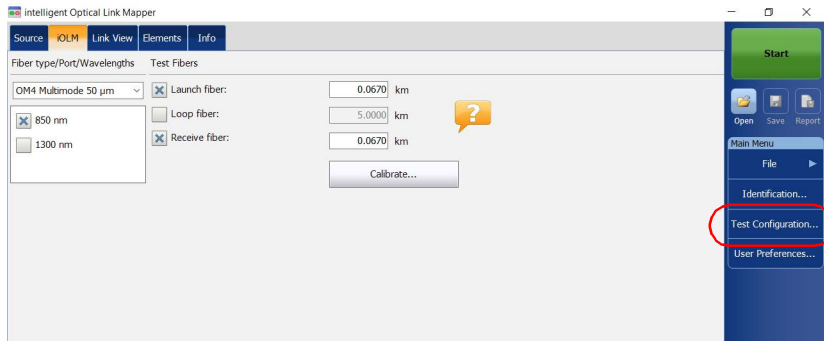 intelligent Optical Link Mapper
Source iOLM Link View Elements Info
Fiber type/Port/Wavelengths Test Fibers
OM4 Multimode 50 µm
850 nm
1300 nm
Launch fiber: 0.0670 km
Loop fiber: 5.0000 km
Receive fiber: 0.0670 km
Calibrate...
?
Start
Open Save Report
Main Menu
File
Identification...
Test Configuration...
User Preferences...